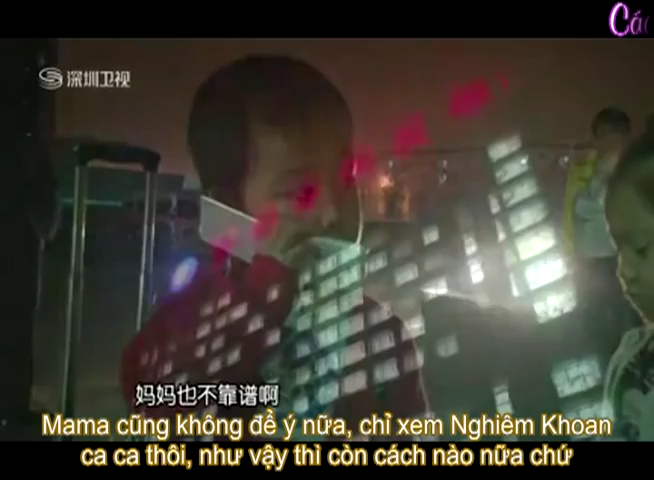 Các
深圳卫视
妈妈也不靠谱啊
Mama cũng không để ý nữa, chỉ xem Nghiêm Khoan
ca ca thôi, như vậy thì còn cách nào nữa chứ